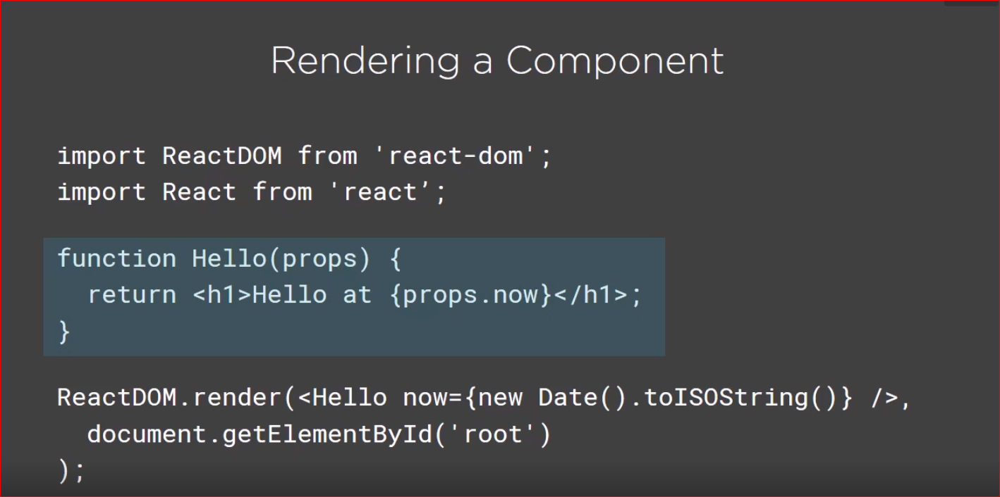 Rendering a Component
import ReactDOM from 'react-dom';
import React from 'react’;
function Hello(props) {
  return <h1>Hello at {props.now}</h1>;
}
ReactDOM.render(<Hello now={new Date().toISOString()} />,
  document.getElementById('root')
);